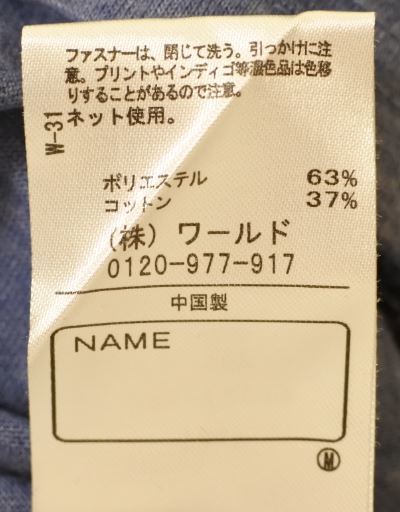 ファスナーは、閉じて洗う。引っかけに注
意。プリントやインディゴ等濃色品は色移
りすることがあるので注意。
ネット使用。
W-31
ポリエステル 63%
コットン 37%
(株) ワールド
0120-977-917
中国製
NAME
M